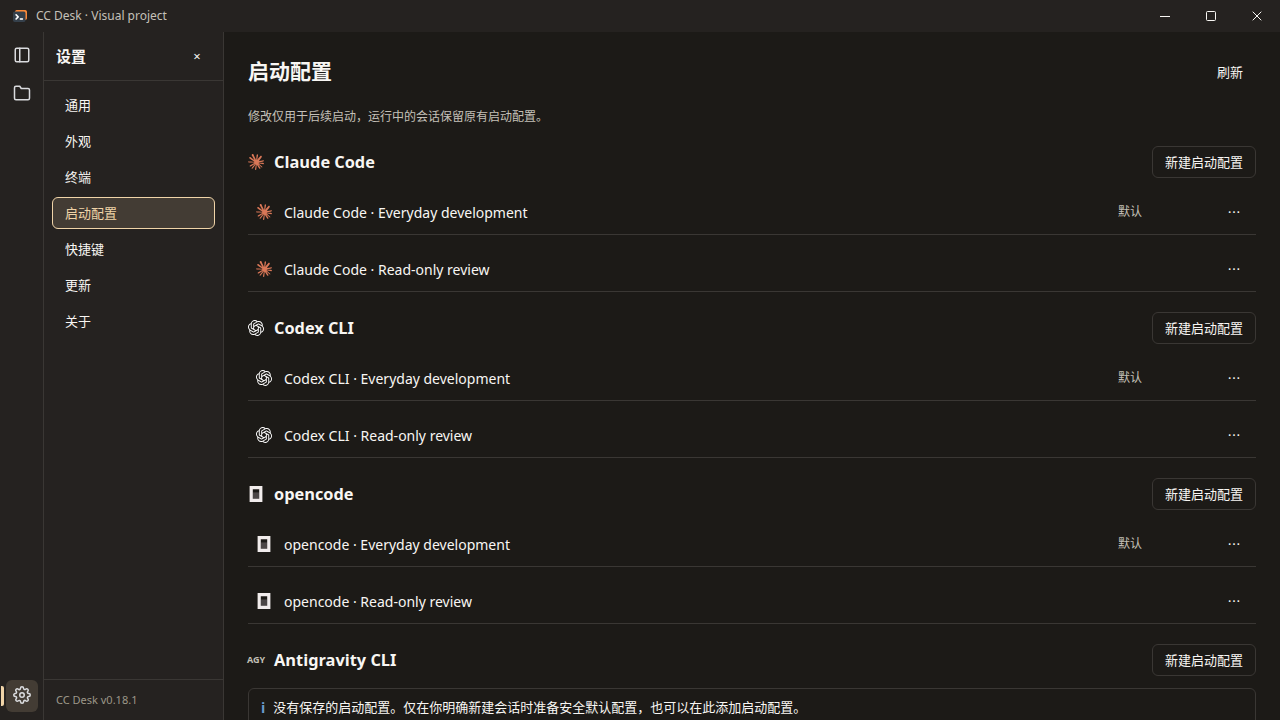 CC Desk · Visual project
设置
×
通用
外观
终端
启动配置
快捷键
更新
关于
CC Desk v0.18.1
启动配置
刷新
修改仅用于后续启动，运行中的会话保留原有启动配置。
Claude Code
新建启动配置
Claude Code · Everyday development
默认
···
Claude Code · Read-only review
···
Codex CLI
新建启动配置
Codex CLI · Everyday development
默认
···
Codex CLI · Read-only review
···
opencode
新建启动配置
opencode · Everyday development
默认
···
opencode · Read-only review
···
AGY Antigravity CLI
新建启动配置
i 没有保存的启动配置。仅在你明确新建会话时准备安全默认配置，也可以在此添加启动配置。